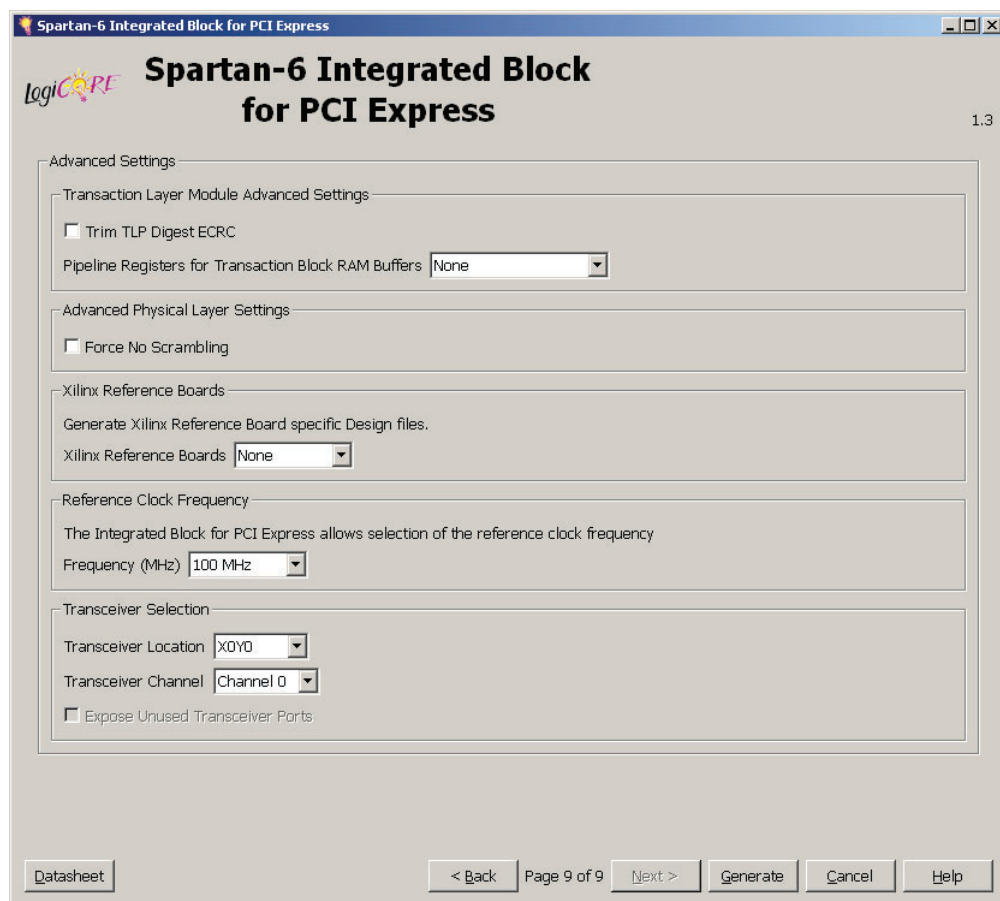 Spartan-6 Integrated Block for PCI Express
LogiCORE
Spartan-6 Integrated Block
for PCI Express
1.3
Advanced Settings
Transaction Layer Module Advanced Settings
Trim TLP Digest ECRC
Pipeline Registers for Transaction Block RAM Buffers None
Advanced Physical Layer Settings
Force No Scrambling
Xilinx Reference Boards
Generate Xilinx Reference Board specific Design files.
Xilinx Reference Boards None
Reference Clock Frequency
The Integrated Block for PCI Express allows selection of the reference clock frequency
Frequency (MHz) 100 MHz
Transceiver Selection
Transceiver Location X0Y0
Transceiver Channel Channel 0
Expose Unused Transceiver Ports
Datasheet < Back Page 9 of 9 Next > Generate Cancel Help